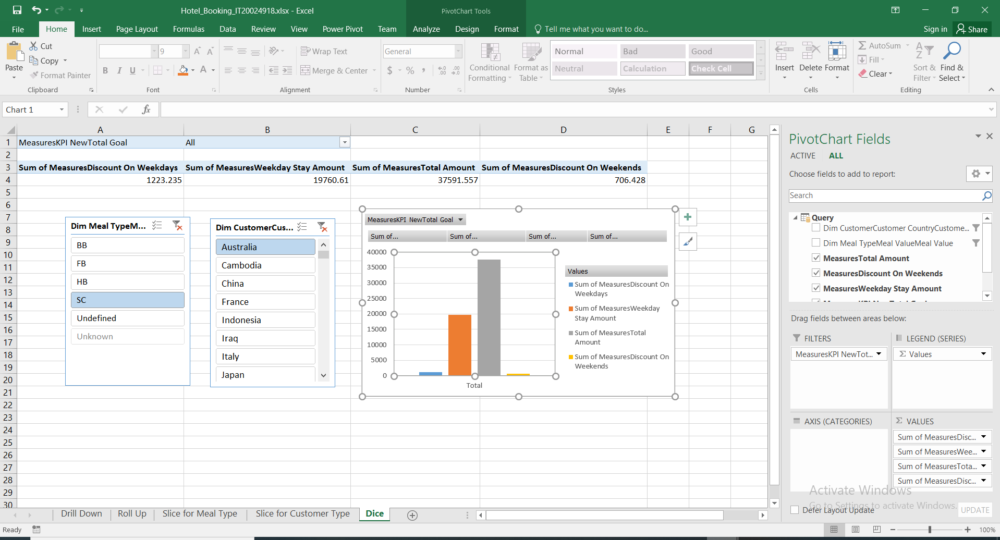 Hotel_Booking_IT20024918.xlsx - Excel
PivotChart Tools
File Home Insert Page Layout Formulas Data Review View Power Pivot Team Analyze Design Format Tell me what you want to do... Sign in Share
Paste
Cut
Copy
Format Painter
Clipboard
9
B I U A
Font
Wrap Text
Merge & Center
Alignment
General
$ % ,
Number
Conditional Formatting
Format as Table
Normal Bad Good
Neutral Calculation Check Cell
Styles
Insert Delete Format
Cells
AutoSum
Fill
Clear
Sort & Filter
Find & Select
Editing
Chart 1
fx
A B C D E F G
1 MeasuresKPI NewTotal Goal All
2
3 Sum of MeasuresDiscount On Weekdays Sum of MeasuresWeekday Stay Amount Sum of MeasuresTotal Amount Sum of MeasuresDiscount On Weekends
4 1223.235 19760.61 37591.557 706.428
5
6
7
8
9
10
11
12
13
14
15
16
17
18
19
20
21
22
23
24
25
26
27
28
29
30
Dim Meal TypeM...
BB
FB
HB
SC
Undefined
Unknown
Dim CustomerCus...
Australia
Cambodia
China
France
Indonesia
Iraq
Italy
Japan
MeasuresKPI NewTotal Goal
Sum of... Sum of... Sum of... Sum of...
40000
35000
30000
25000
20000
15000
10000
5000
0
Total
Values
Sum of MeasuresDiscount On
Weekdays
Sum of MeasuresWeekday
Stay Amount
Sum of MeasuresTotal
Amount
Sum of MeasuresDiscount On
Weekends
PivotChart Fields
ACTIVE ALL
Choose fields to add to report:
Search
Query
Dim CustomerCustomer CountryCustome...
Dim Meal TypeMeal ValueMeal Value
MeasuresTotal Amount
MeasuresDiscount On Weekends
MeasuresWeekday Stay Amount
Drag fields between areas below:
FILTERS
MeasuresKPI NewTot...
LEGEND (SERIES)
Σ Values
AXIS (CATEGORIES)
Σ VALUES
Sum of MeasuresDisc...
Sum of MeasuresWee...
Sum of MeasuresTota...
Sum of MeasuresDisc...
Activate Windows
Go to Settings to activate Windows.
Defer Layout Update
UPDATE
Drill Down Roll Up Slice for Meal Type Slice for Customer Type Dice
Ready
100%